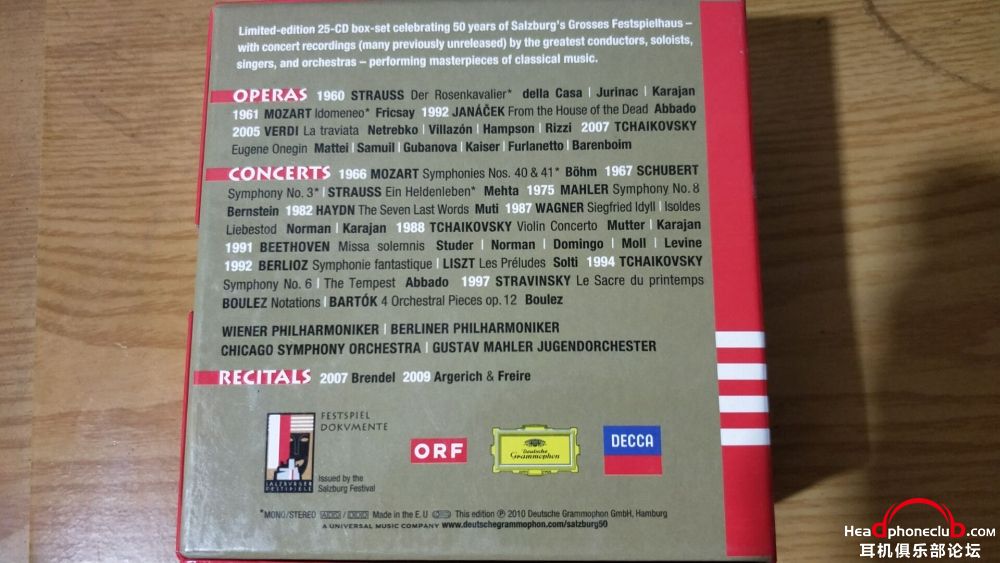 Limited-edition 25-CD box-set celebrating 50 years of Salzburg's Grosses Festspielhaus –
with concert recordings (many previously unreleased) by the greatest conductors, soloists,
singers, and orchestras – performing masterpieces of classical music.
OPERAS 1960 STRAUSS Der Rosenkavalier* della Casa | Jurinac | Karajan
1961 MOZART Idomeneo* Fricsay 1992 JANÁČEK From the House of the Dead Abbado
2005 VERDI La traviata Netrebko | Villazón | Hampson | Rizzi 2007 TCHAIKOVSKY
Eugene Onegin Mattei | Samuil | Gubanova | Kaiser | Furlanetto | Barenboim
CONCERTS 1966 MOZART Symphonies Nos. 40 & 41* Böhm 1967 SCHUBERT
Symphony No. 3* | STRAUSS Ein Heldenleben* Mehta 1975 MAHLER Symphony No. 8
Bernstein 1982 HAYDN The Seven Last Words Muti 1987 WAGNER Siegfried Idyll | Isoldes
Liebestod Norman | Karajan 1988 TCHAIKOVSKY Violin Concerto Mutter | Karajan
1991 BEETHOVEN Missa solemnis Studer | Norman | Domingo | Moll | Levine
1992 BERLIOZ Symphonie fantastique | LISZT Les Préludes Solti 1994 TCHAIKOVSKY
Symphony No. 6 | The Tempest Abbado 1997 STRAVINSKY Le Sacre du printemps
BOULEZ Notations | BARTÓK 4 Orchestral Pieces op. 12 Boulez
WIENER PHILHARMONIKER | BERLINER PHILHARMONIKER
CHICAGO SYMPHONY ORCHESTRA | GUSTAV MAHLER JUGENDORCHESTER
RECITALS 2007 Brendel 2009 Argerich & Freire
FESTSPIEL
DOKVMENTE
SALZBURGER
FESTSPIELE
Issued by the
Salzburg Festival
ORF
Deutsche
Grammophon
DECCA
*MONO/STEREO ADD / DDD Made in the E.U This edition ℗ 2010 Deutsche Grammophon GmbH, Hamburg
A UNIVERSAL MUSIC COMPANY www.deutschegrammophon.com/salzburg50
Headphoneclub.com
耳机俱乐部论坛